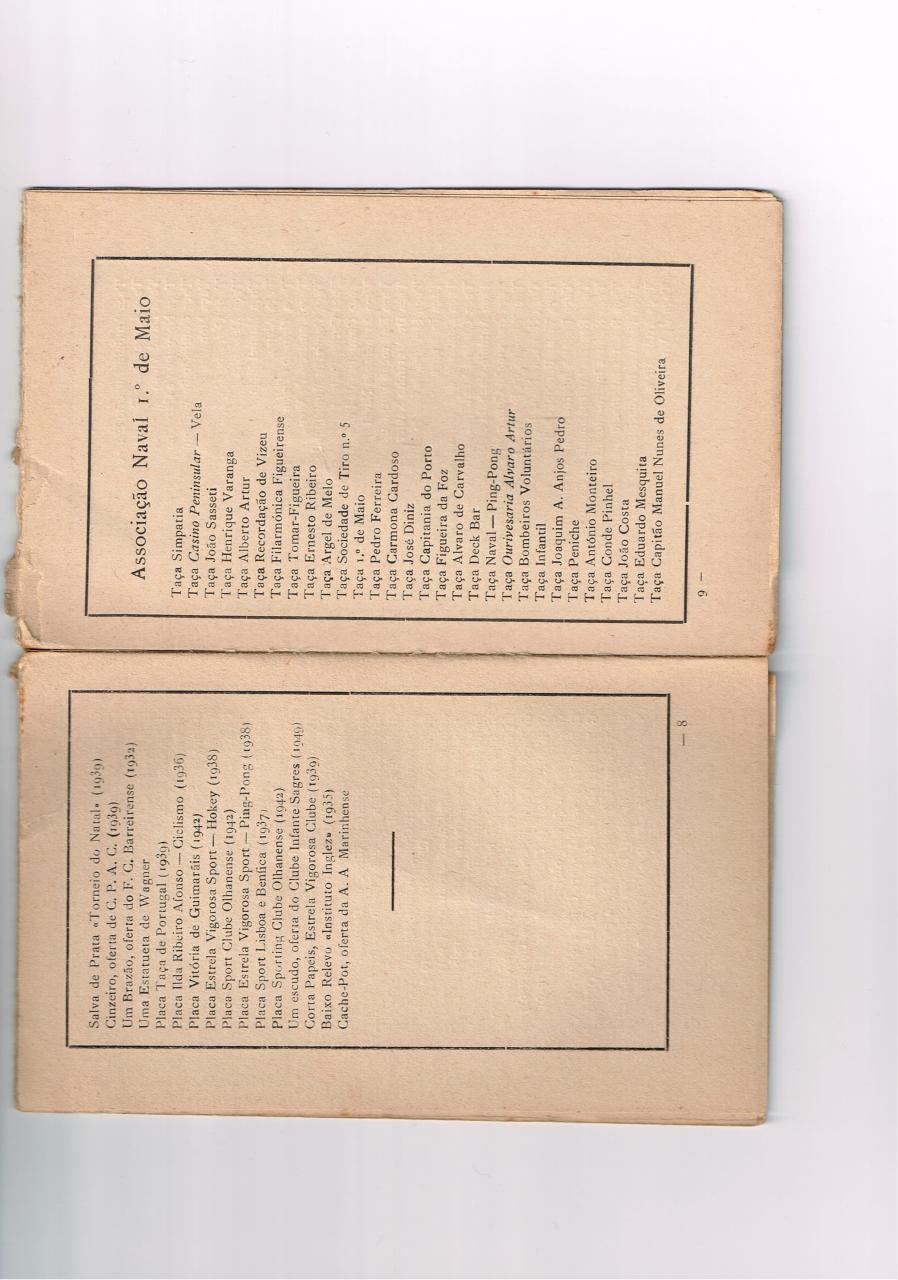 Salva de Prata «Torneio do Natal» (1939)
Cinzeiro, oferta de C. P. A. C. (1939)
Um Brazão, oferta do F. C. Barreirense (1932)
Uma Estatueta de Wagner
Placa Taça de Portugal (1939)
Placa Ilda Ribeiro Afonso — Ciclismo (1936)
Placa Vitória de Guimarãis (1942)
Placa Estrela Vigorosa Sport — Hokey (1938)
Placa Sport Clube Olhanense (1942)
Placa Estrela Vigorosa Sport — Ping-Pong (1938)
Placa Sport Lisboa e Benfica (1937)
Placa Sporting Clube Olhanense (1942)
Um escudo, oferta do Clube Infante Sagres (1949)
Corta Papeis, Estrela Vigorosa Clube (1939)
Baixo Relevo «Instituto Inglez» (1935)
Cache-Pot, oferta da A. A Marinhense
— 8
Associação Naval 1.º de Maio
Taça Simpatia
Taça Casino Peninsular — Vela
Taça João Sasseti
Taça Henrique Varanga
Taça Alberto Artur
Taça Recordação de Vizeu
Taça Filarmónica Figueirense
Taça Tomar-Figueira
Taça Ernesto Ribeiro
Taça Argel de Melo
Taça Sociedade de Tiro n.º 5
Taça 1.º de Maio
Taça Pedro Ferreira
Taça Carmona Cardoso
Taça José Diniz
Taça Capitania do Porto
Taça Figueira da Foz
Taça Alvaro de Carvalho
Taça Deck Bar
Taça Naval — Ping-Pong
Taça Ourivesaria Alvaro Artur
Taça Bombeiros Voluntários
Taça Infantil
Taça Joaquim A. Anjos Pedro
Taça Peniche
Taça António Monteiro
Taça Conde Pinhel
Taça João Costa
Taça Eduardo Mesquita
Taça Capitão Manuel Nunes de Oliveira
9 —